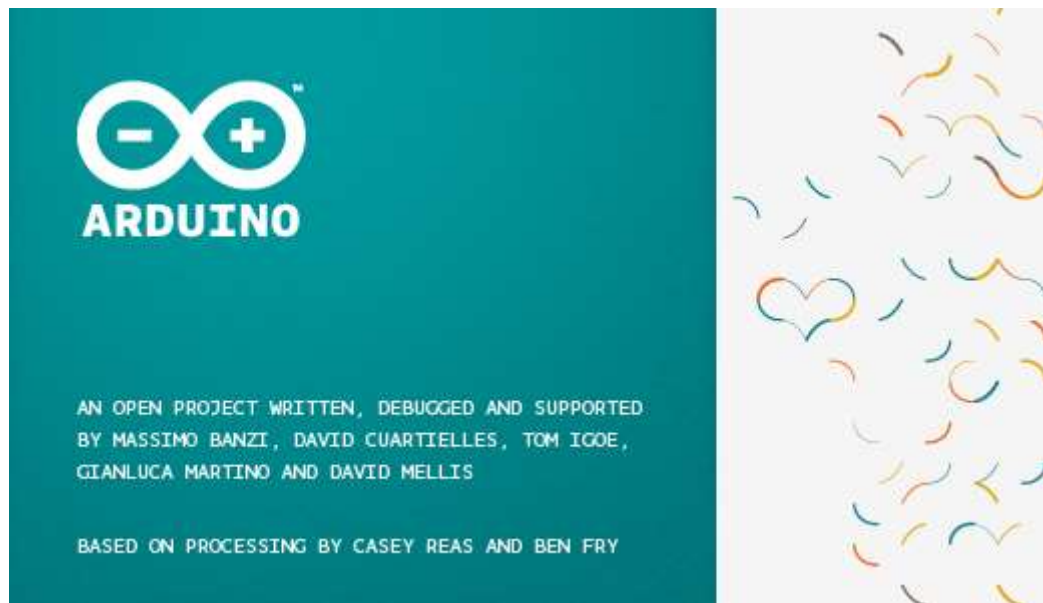 ARDUINO
AN OPEN PROJECT WRITTEN, DEBUGGED AND SUPPORTED
BY MASSIMO BANZI, DAVID CUARTIELLES, TOM IGOE,
GIANLUCA MARTINO AND DAVID MELLIS
BASED ON PROCESSING BY CASEY REAS AND BEN FRY